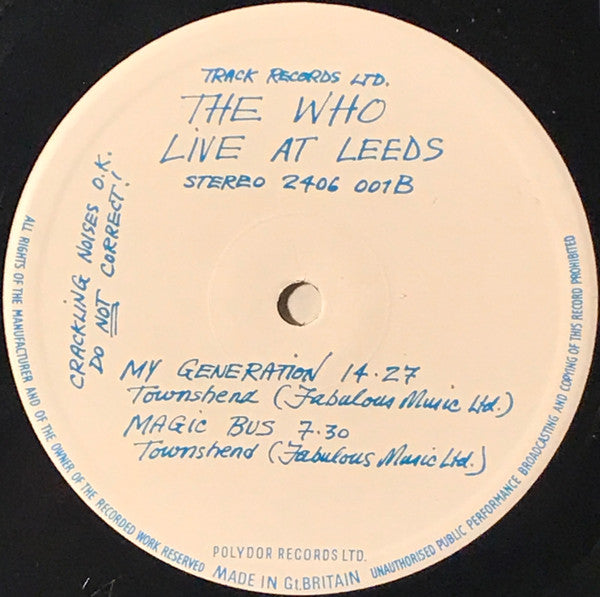 TRACK RECORDS LTD.
THE WHO
LIVE AT LEEDS
STEREO 2406 001B
CRACKLING NOISES O.K.
DO NOT CORRECT!
MY GENERATION 14·27
Townshend (Fabulous Music Ltd.)
MAGIC BUS 7·30
Townshend (Fabulous Music Ltd.)
POLYDOR RECORDS LTD.
ALL RIGHTS OF THE MANUFACTURER AND OF THE OWNER OF THE RECORDED WORK RESERVED
MADE IN Gt.BRITAIN
UNAUTHORISED PUBLIC PERFORMANCE BROADCASTING AND COPYING OF THIS RECORD PROHIBITED